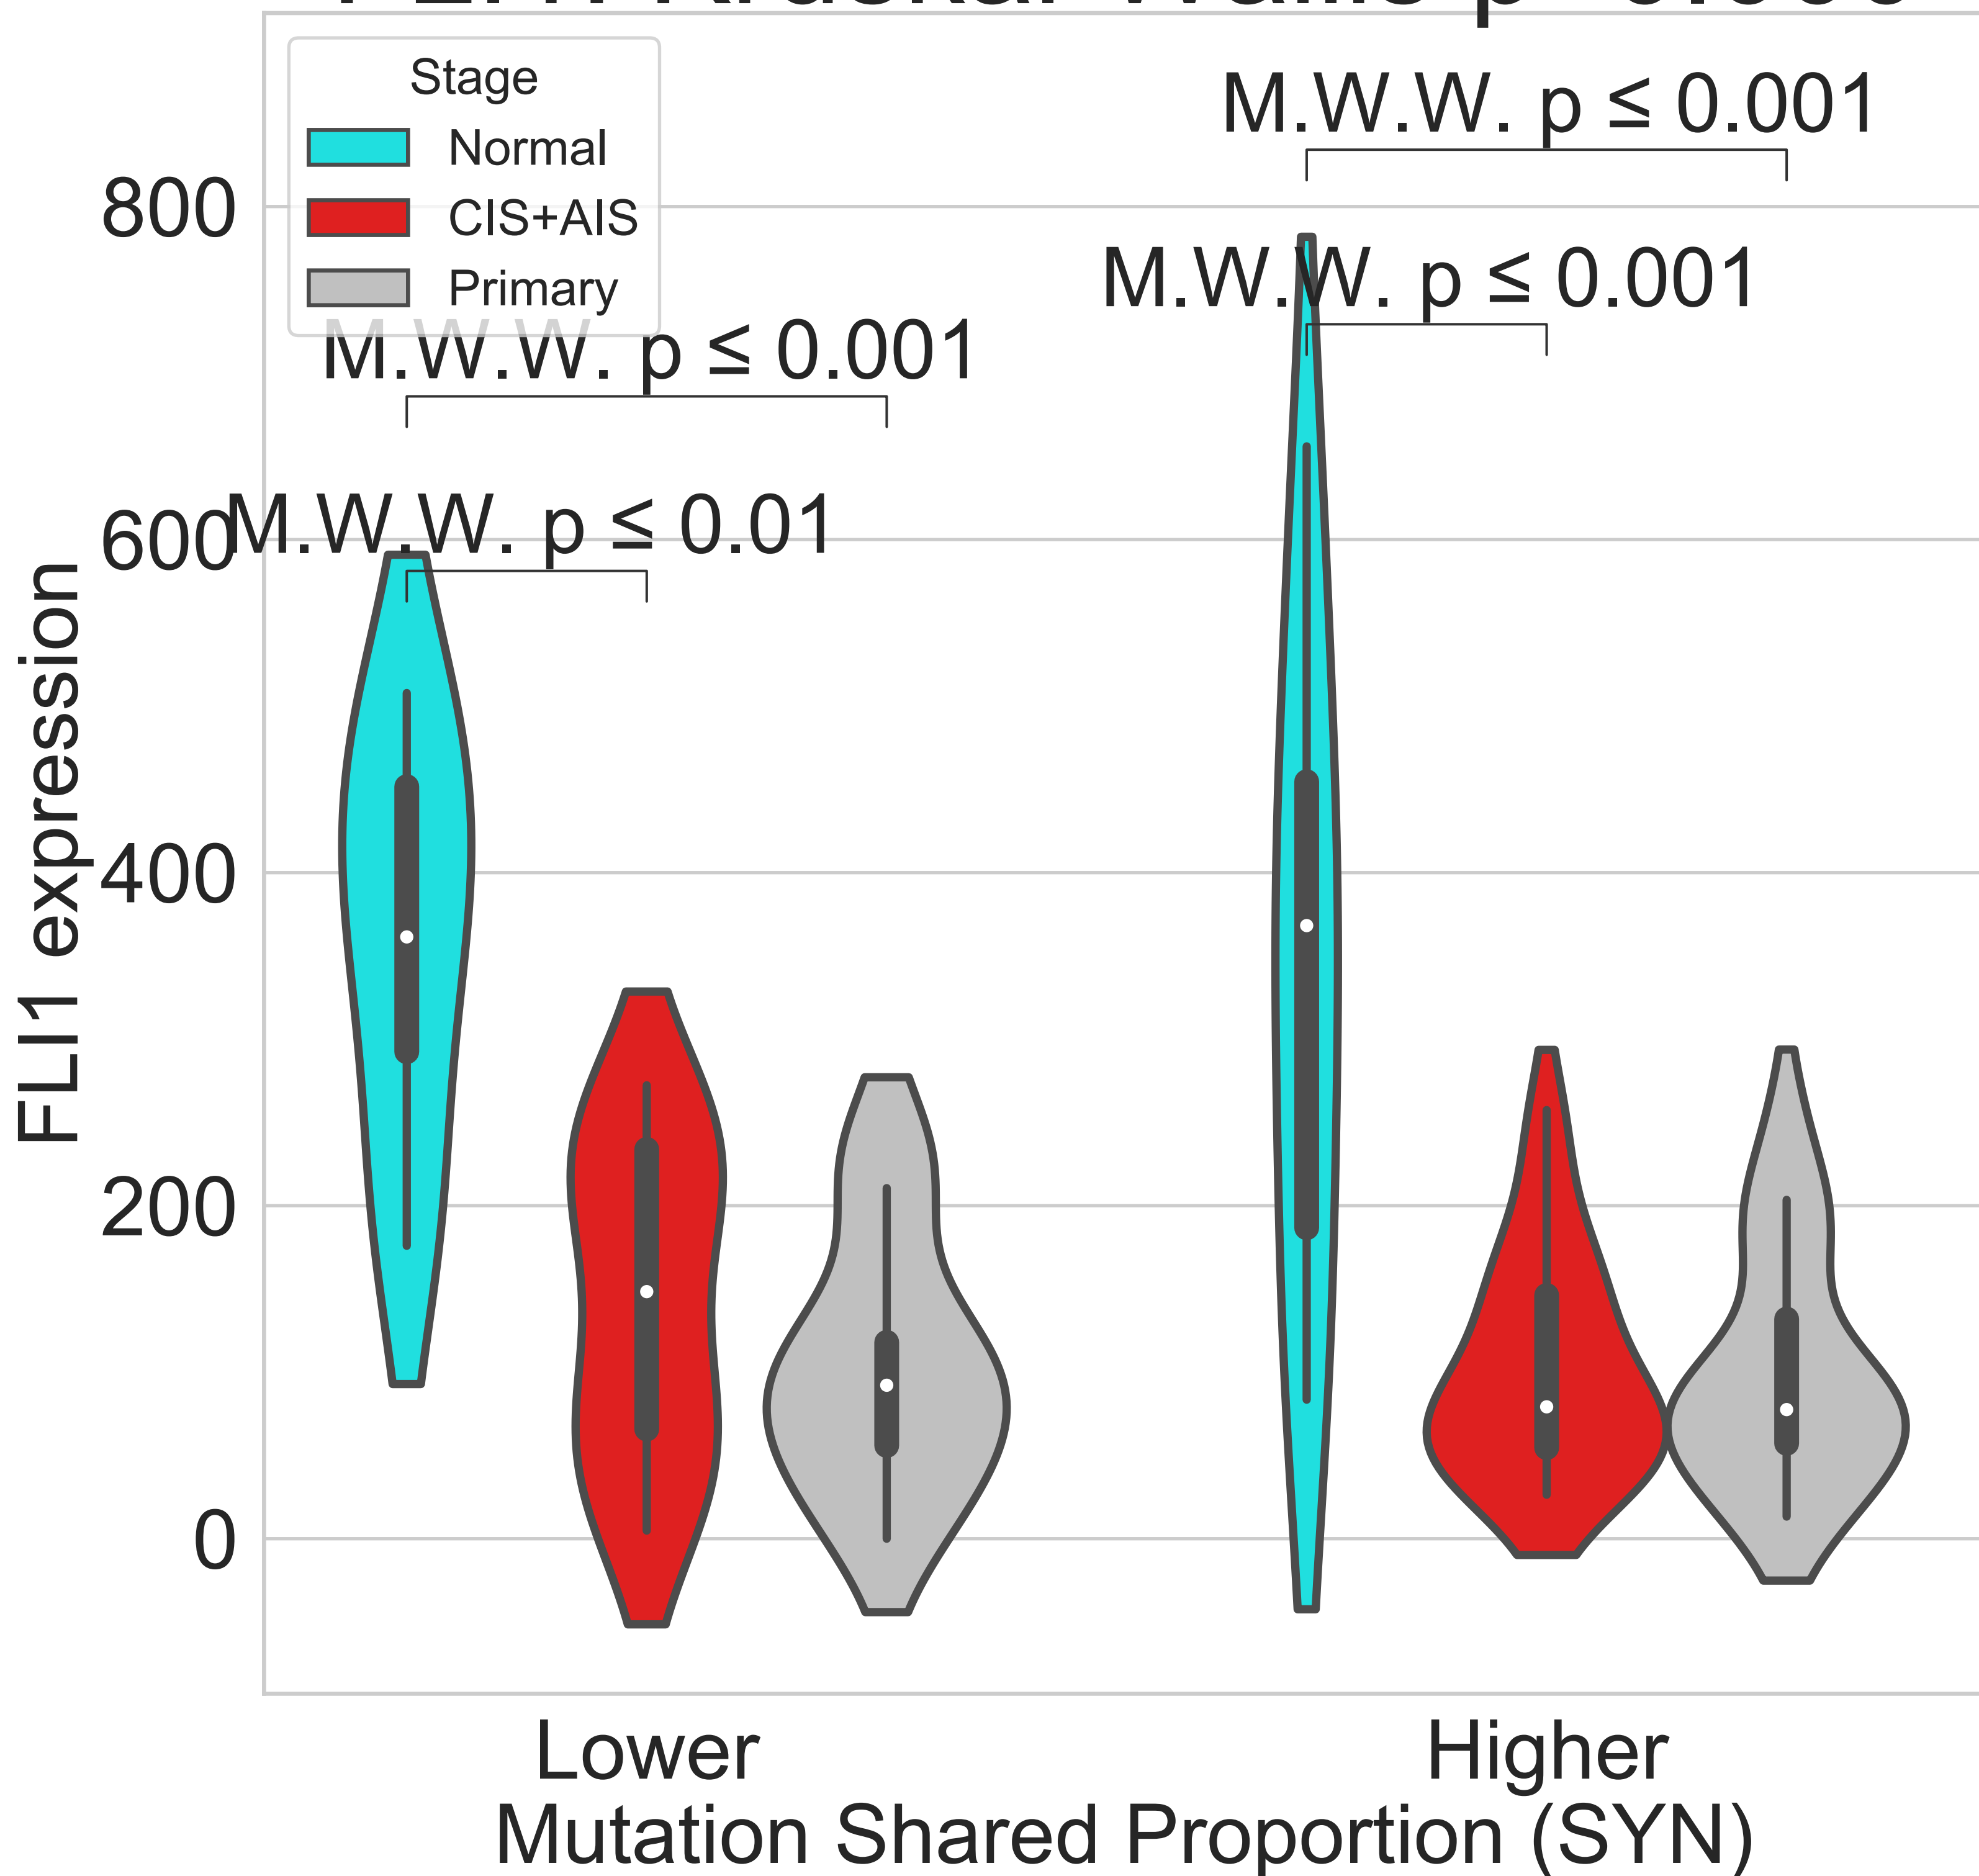 Stage
Normal
CIS+AIS
Primary
M.W.W. p ≤ 0.001
M.W.W. p ≤ 0.001
M.W.W. p ≤ 0.001
M.W.W. p ≤ 0.01
800
600
400
200
0
FLI1 expression
Lower
Higher
Mutation Shared Proportion (SYN)